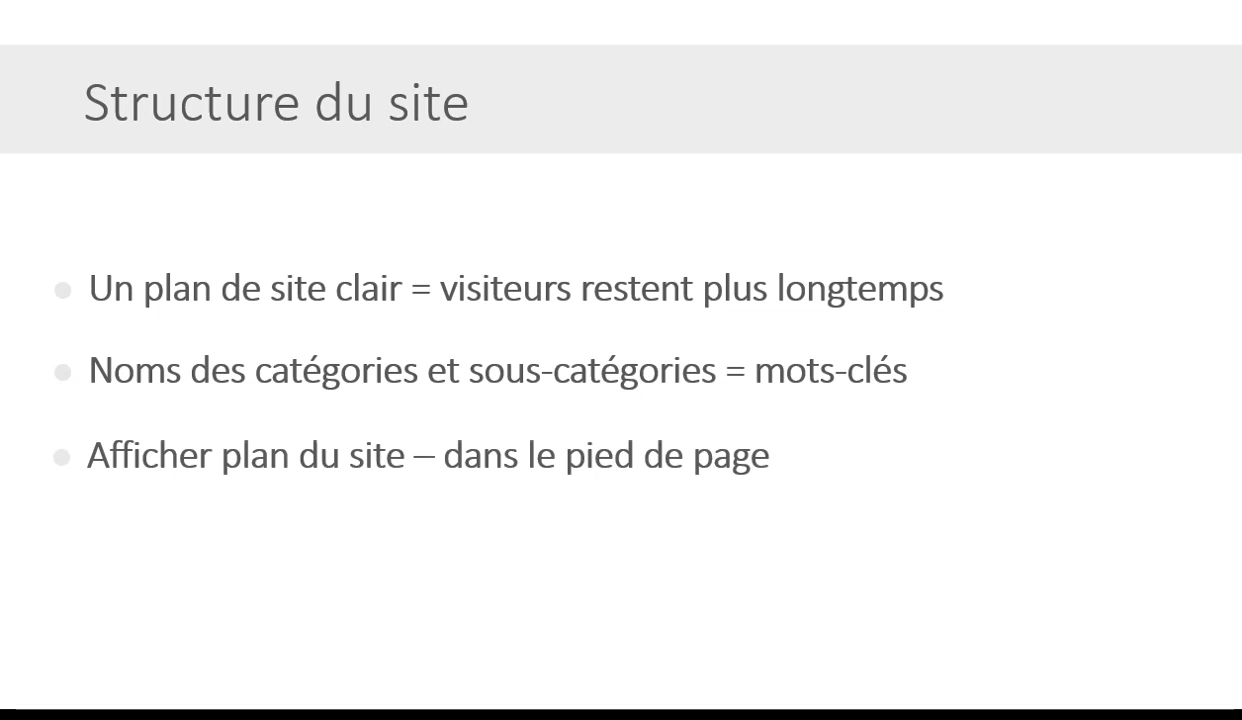 Structure du site
Un plan de site clair = visiteurs restent plus longtemps
Noms des catégories et sous-catégories = mots-clés
Afficher plan du site – dans le pied de page